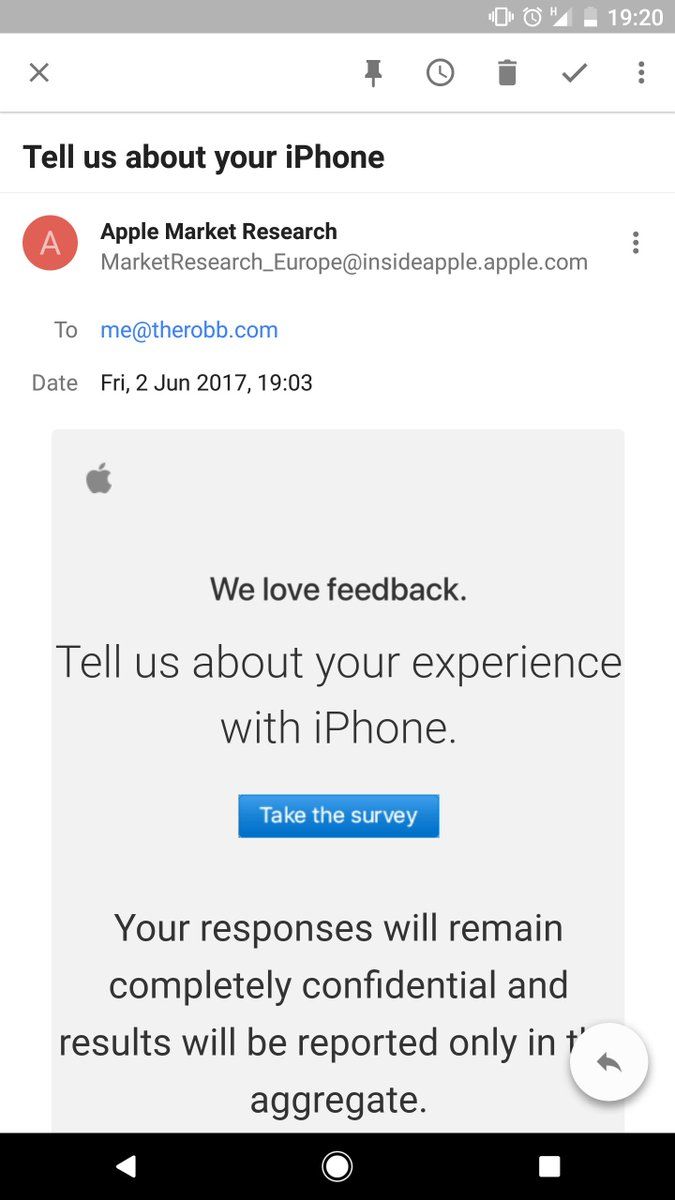 H 19:20
Tell us about your iPhone
A
Apple Market Research
MarketResearch_Europe@insideapple.apple.com
To me@therobb.com
Date Fri, 2 Jun 2017, 19:03
We love feedback.
Tell us about your experience
with iPhone.
Take the survey
Your responses will remain
completely confidential and
results will be reported only in
aggregate.